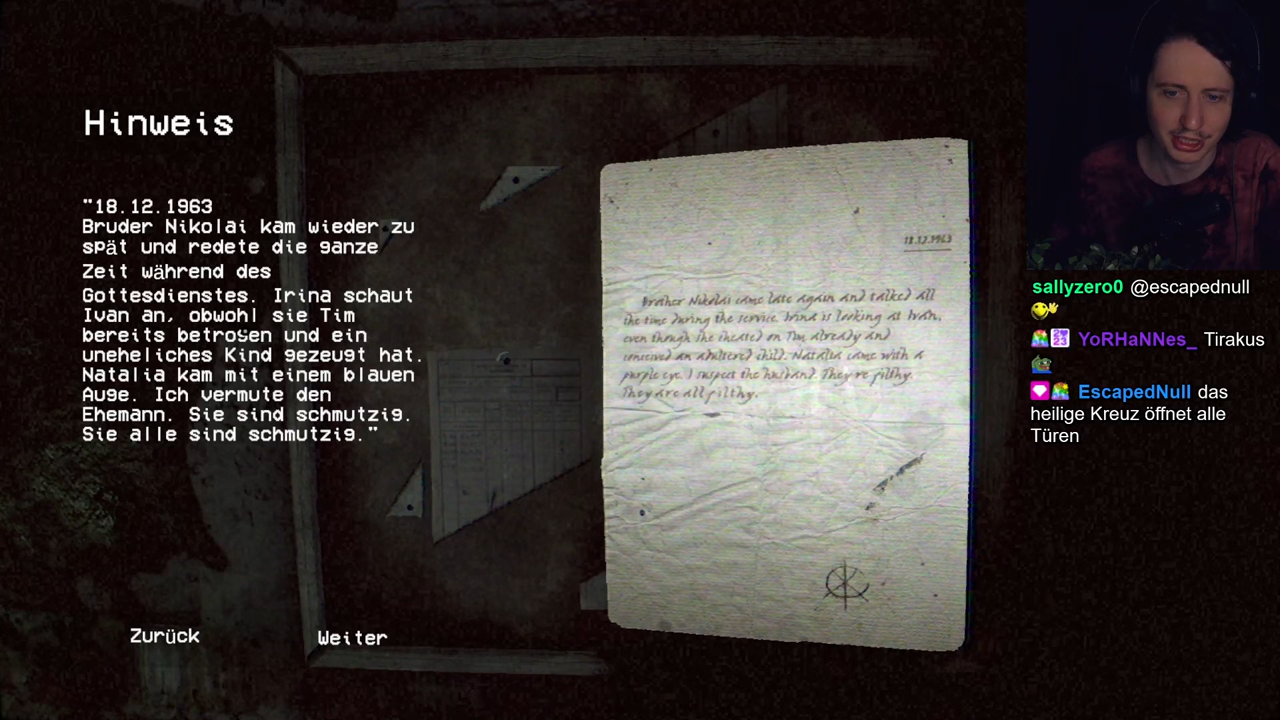 Hinweis
"18.12.1963
Bruder Nikolai kam wieder zu
spät und redete die ganze
Zeit während des
Gottesdienstes. Irina schaut
Ivan an, obwohl sie Tim
bereits betrogen und ein
uneheliches Kind gezeugt hat.
Natalia kam mit einem blauen
Auge. Ich vermute den
Ehemann. Sie sind schmutzig.
Sie alle sind schmutzig."
Zurück
Weiter
18.12.1963
Brother Nikolai came late again and talked all
the time during the service. Irina is looking at Ivan,
even though she cheated on Tim already and
conceived an adultered child. Natalia came with a
purple eye. I suspect the husband. They're filthy.
They are all filthy.
sallyzero0 @escapednull
YoRHaNNes_ Tirakus
EscapedNull das
heilige Kreuz öffnet alle
Türen